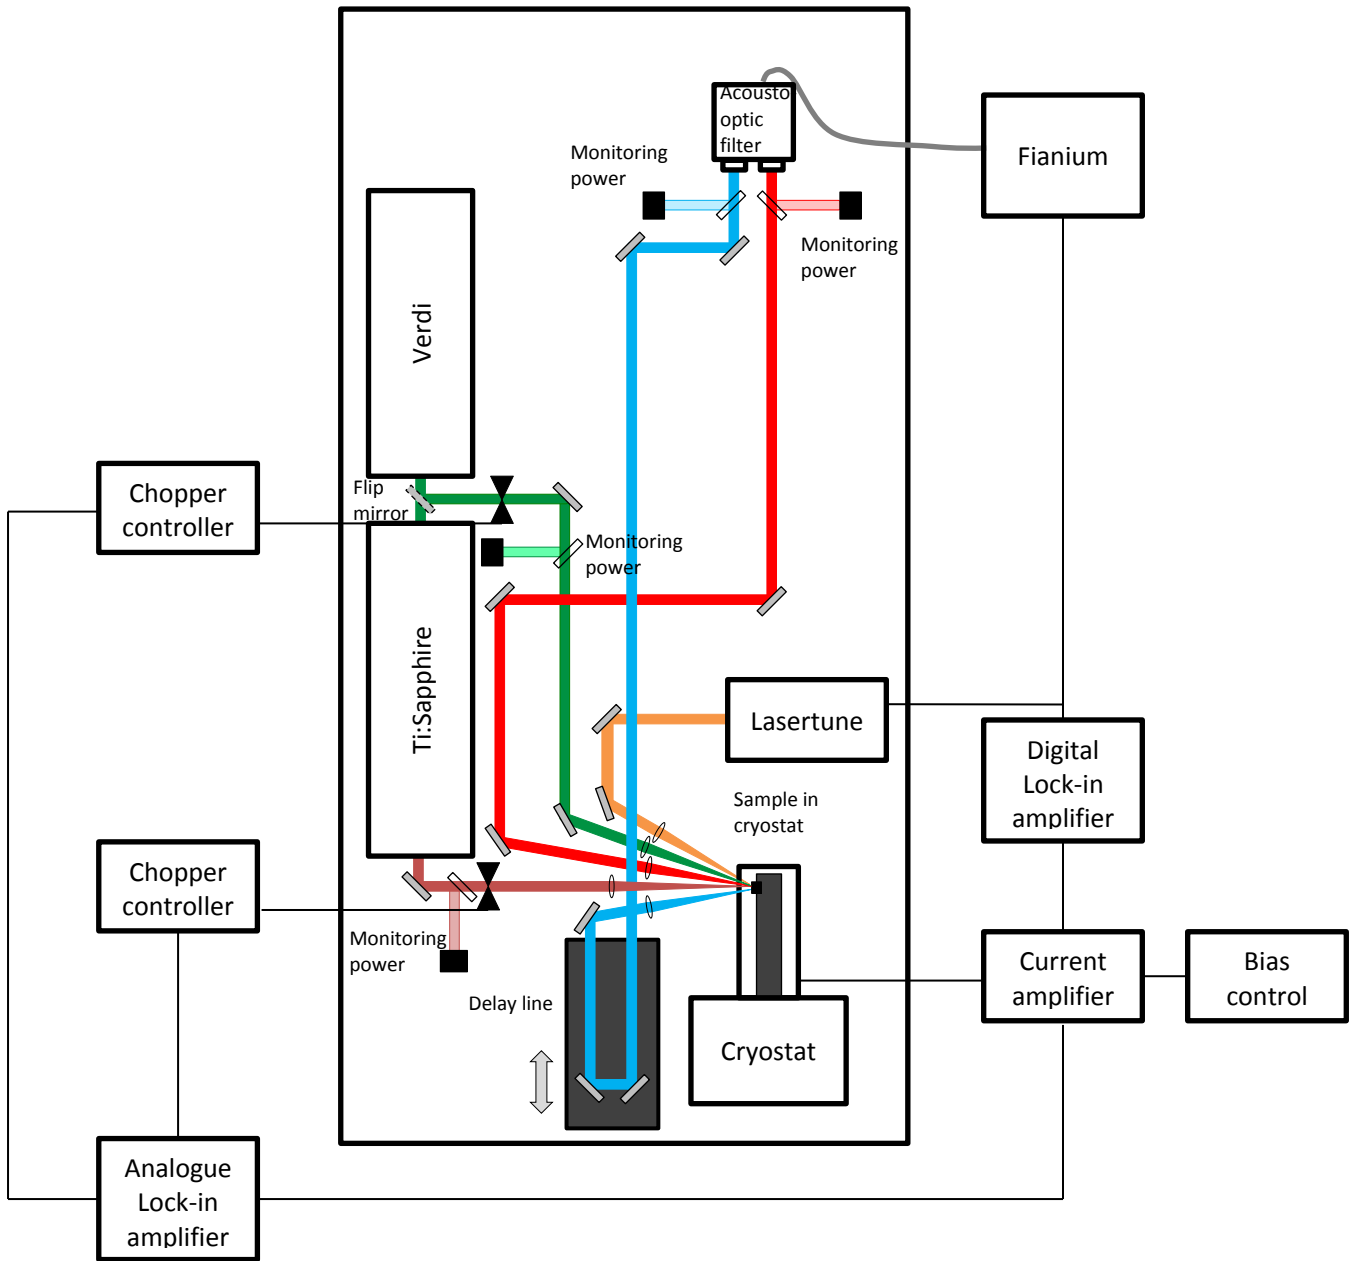 Acousto
optic
filter
Fianium
Monitoring
power
Monitoring
power
Verdi
Flip
mirror
Chopper
controller
Monitoring
power
Ti:Sapphire
Lasertune
Digital
Lock-in
amplifier
Sample in
cryostat
Chopper
controller
Monitoring
power
Delay line
Current
amplifier
Bias
control
Cryostat
Analogue
Lock-in
amplifier